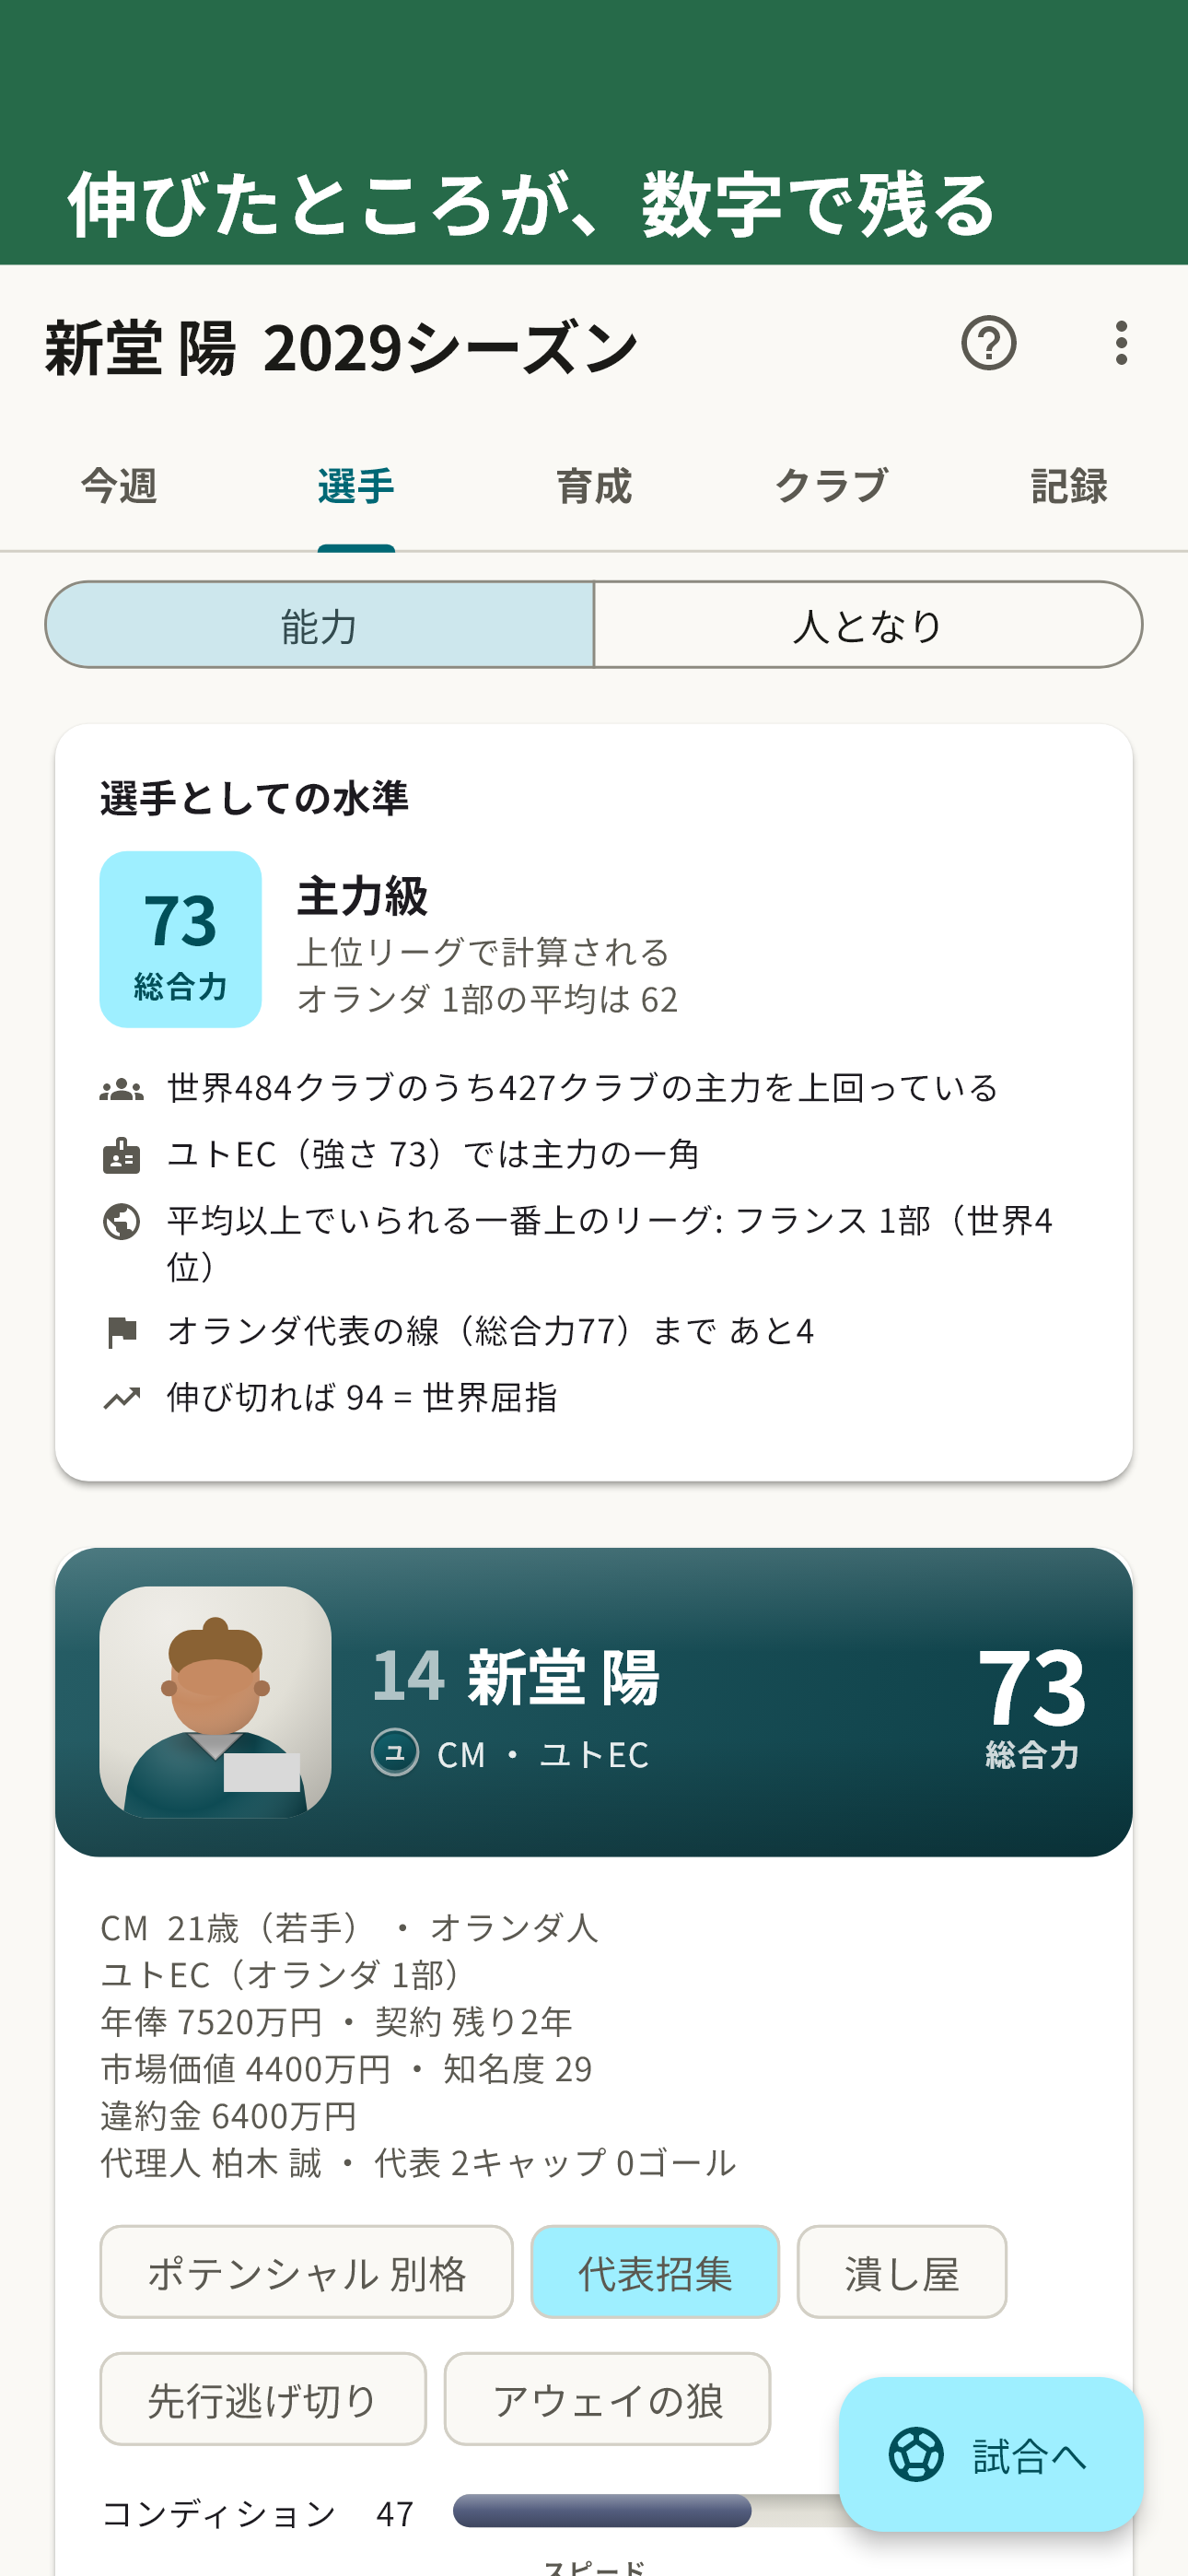 伸びたところが、数字で残る
新堂 陽 2029シーズン
今週 選手 育成 クラブ 記録
能力 人となり
選手としての水準
73
総合力
主力級
上位リーグで計算される
オランダ 1部の平均は 62
世界484クラブのうち427クラブの主力を上回っている
ユトEC（強さ 73）では主力の一角
平均以上でいられる一番上のリーグ: フランス 1部（世界4
位）
オランダ代表の線（総合力77）まで あと4
伸び切れば 94 = 世界屈指
14 新堂 陽
ユ CM ・ ユトEC
73
総合力
CM 21歳（若手） ・ オランダ人
ユトEC（オランダ 1部）
年俸 7520万円 ・ 契約 残り2年
市場価値 4400万円 ・ 知名度 29
違約金 6400万円
代理人 柏木 誠 ・ 代表 2キャップ 0ゴール
ポテンシャル 別格 代表招集 潰し屋
先行逃げ切り アウェイの狼
試合へ
コンディション 47
スピード